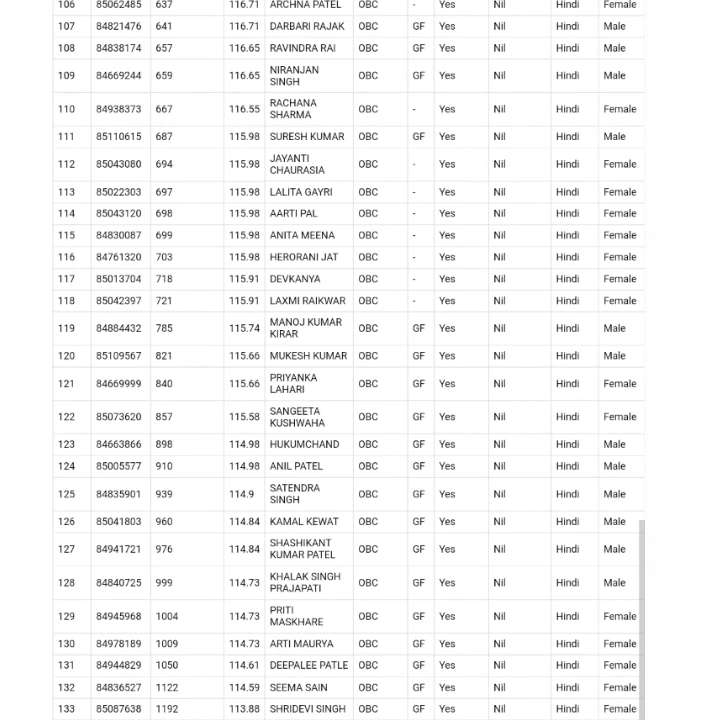 106 85062485 637 116.71 ARCHNA PATEL OBC - Yes Nil Hindi Female
107 84821476 641 116.71 DARBARI RAJAK OBC GF Yes Nil Hindi Male
108 84838174 657 116.65 RAVINDRA RAI OBC GF Yes Nil Hindi Male
109 84669244 659 116.65 NIRANJAN SINGH OBC GF Yes Nil Hindi Male
110 84938373 667 116.55 RACHANA SHARMA OBC - Yes Nil Hindi Female
111 85110615 687 115.98 SURESH KUMAR OBC GF Yes Nil Hindi Male
112 85043080 694 115.98 JAYANTI CHAURASIA OBC - Yes Nil Hindi Female
113 85022303 697 115.98 LALITA GAYRI OBC - Yes Nil Hindi Female
114 85043120 698 115.98 AARTI PAL OBC - Yes Nil Hindi Female
115 84830087 699 115.98 ANITA MEENA OBC - Yes Nil Hindi Female
116 84761320 703 115.98 HERORANI JAT OBC - Yes Nil Hindi Female
117 85013704 718 115.91 DEVKANYA OBC - Yes Nil Hindi Female
118 85042397 721 115.91 LAXMI RAIKWAR OBC - Yes Nil Hindi Female
119 84884432 785 115.74 MANOJ KUMAR KIRAR OBC GF Yes Nil Hindi Male
120 85109567 821 115.66 MUKESH KUMAR OBC GF Yes Nil Hindi Male
121 84669999 840 115.66 PRIYANKA LAHARI OBC GF Yes Nil Hindi Female
122 85073620 857 115.58 SANGEETA KUSHWAHA OBC GF Yes Nil Hindi Female
123 84663866 898 114.98 HUKUMCHAND OBC GF Yes Nil Hindi Male
124 85005577 910 114.98 ANIL PATEL OBC GF Yes Nil Hindi Male
125 84835901 939 114.9 SATENDRA SINGH OBC GF Yes Nil Hindi Male
126 85041803 960 114.84 KAMAL KEWAT OBC GF Yes Nil Hindi Male
127 84941721 976 114.84 SHASHIKANT KUMAR PATEL OBC GF Yes Nil Hindi Male
128 84840725 999 114.73 KHALAK SINGH PRAJAPATI OBC GF Yes Nil Hindi Male
129 84945968 1004 114.73 PRITI MASKHARE OBC GF Yes Nil Hindi Female
130 84978189 1009 114.73 ARTI MAURYA OBC GF Yes Nil Hindi Female
131 84944829 1050 114.61 DEEPALEE PATLE OBC GF Yes Nil Hindi Female
132 84836527 1122 114.59 SEEMA SAIN OBC GF Yes Nil Hindi Female
133 85087638 1192 113.88 SHRIDEVI SINGH OBC GF Yes Nil Hindi Female